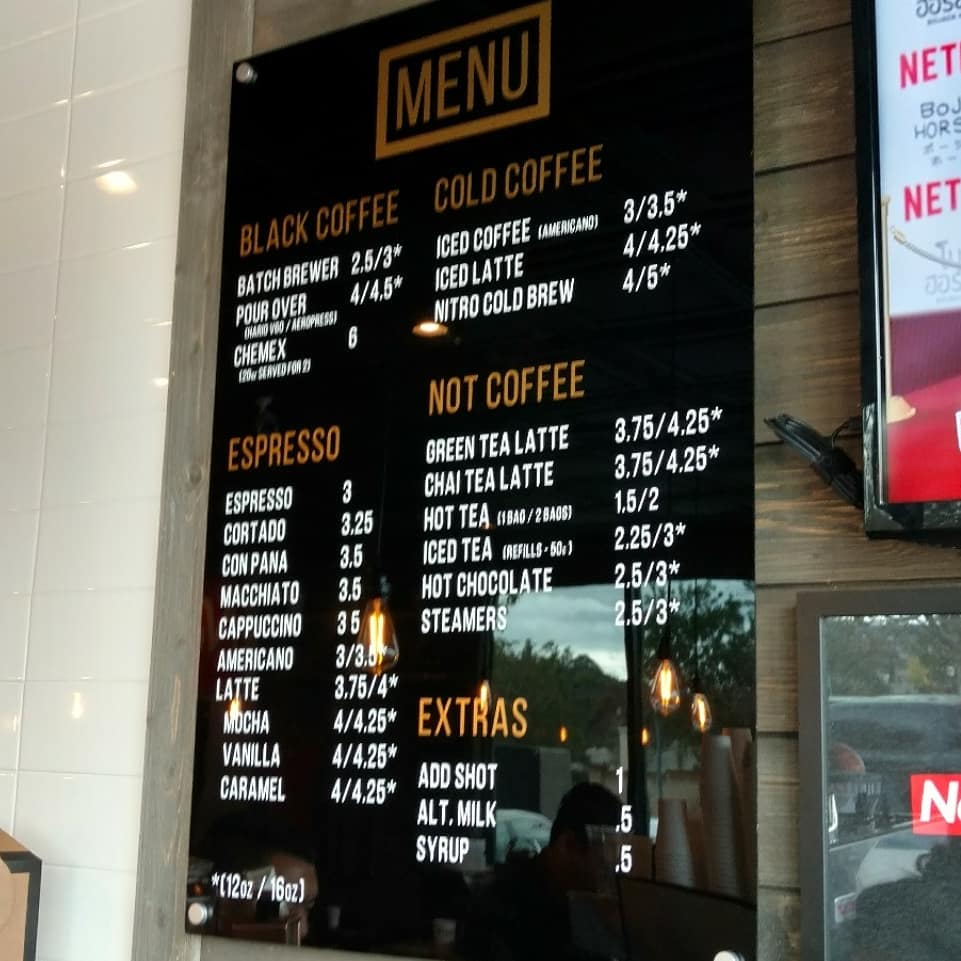 MENU
BLACK COFFEE
BATCH BREWER 2.5/3*
POUR OVER 4/4.5*
(HARIO V60 / AEROPRESS)
CHEMEX 6
(20oz SERVED FOR 2)
ESPRESSO
ESPRESSO 3
CORTADO 3.25
CON PANA 3.5
MACCHIATO 3.5
CAPPUCCINO 3 5
AMERICANO 3/3.5*
LATTE 3.75/4*
MOCHA 4/4.25*
VANILLA 4/4.25*
CARAMEL 4/4.25*
*(12oz / 16oz)
COLD COFFEE
ICED COFFEE (AMERICANO) 3/3.5*
ICED LATTE 4/4.25*
NITRO COLD BREW 4/5*
NOT COFFEE
GREEN TEA LATTE 3.75/4.25*
CHAI TEA LATTE 3.75/4.25*
HOT TEA (1 BAG / 2 BAGS) 1.5/2
ICED TEA (REFILLS - 50¢) 2.25/3*
HOT CHOCOLATE 2.5/3*
STEAMERS 2.5/3*
EXTRAS
ADD SHOT 1
ALT. MILK .5
SYRUP .5
NET
BOJ
HORS
NET